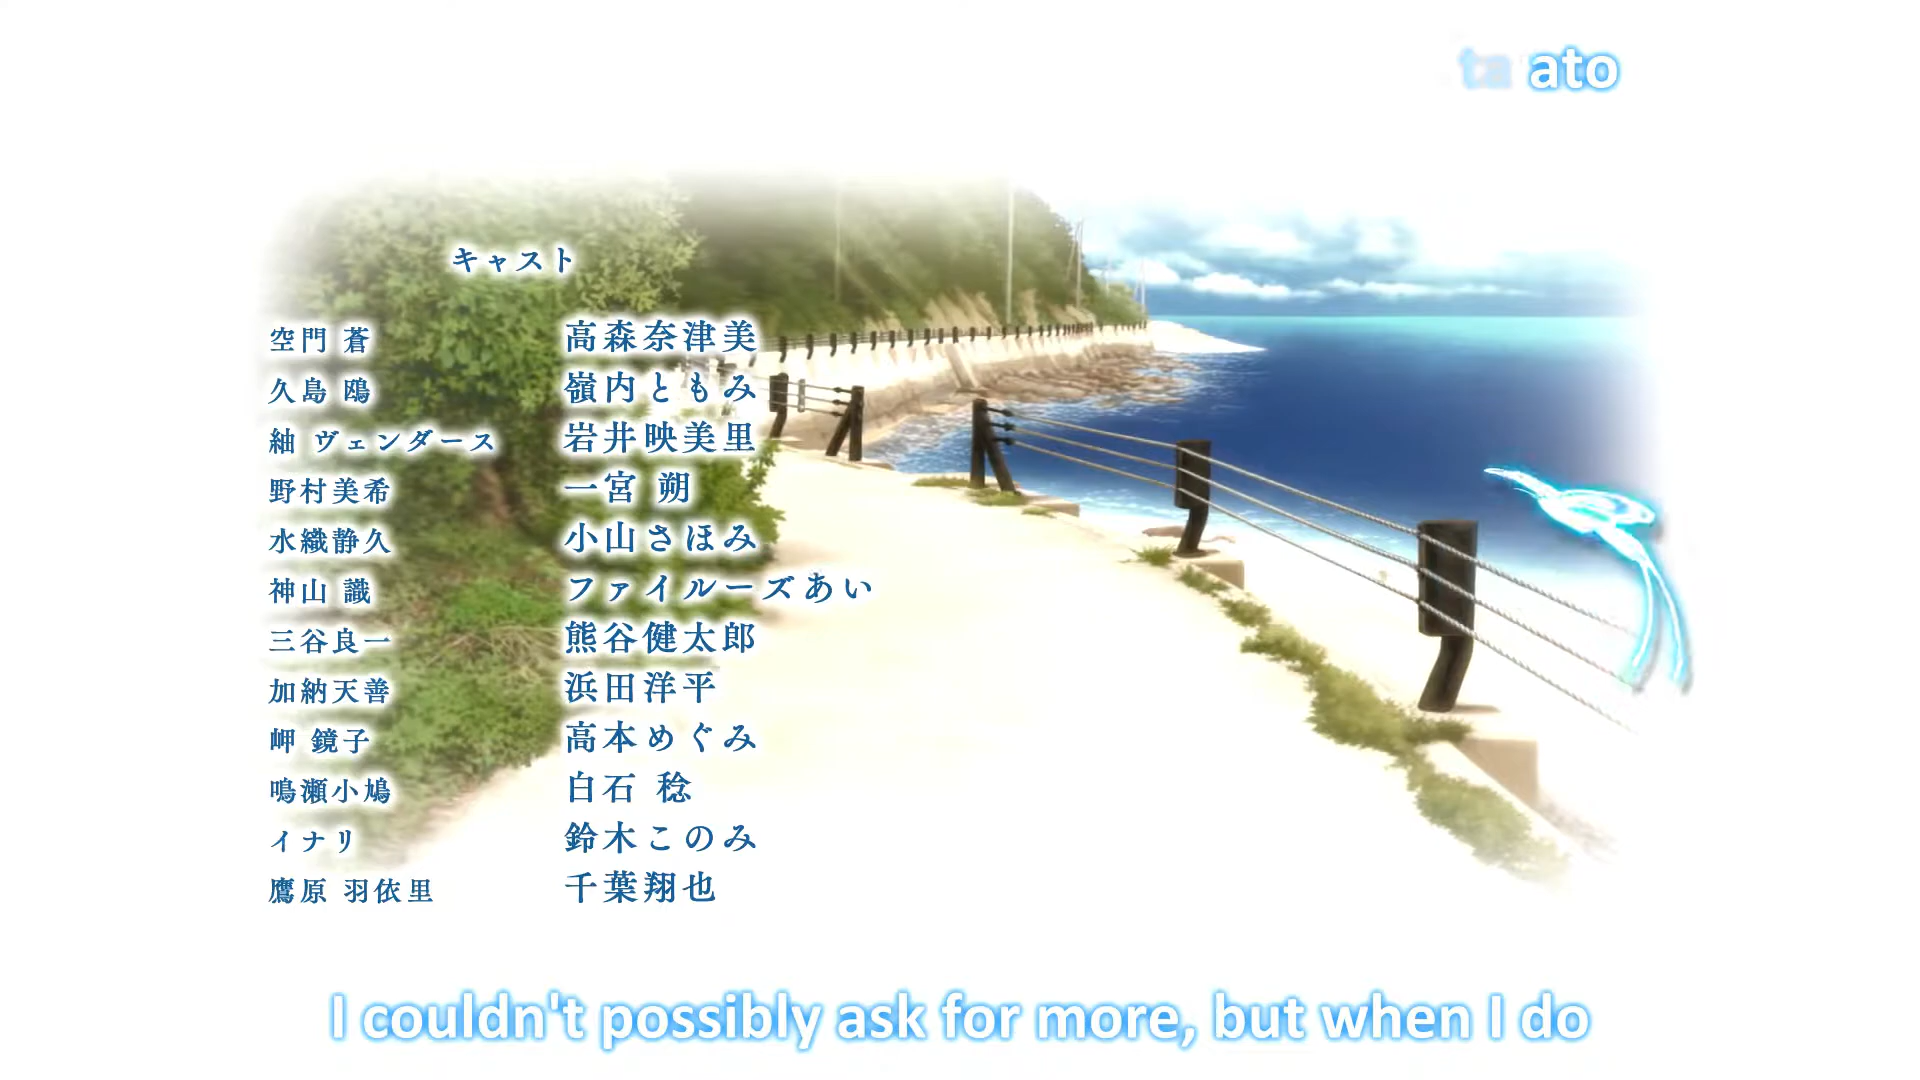 ta ato
キャスト
空門 蒼 高森奈津美
久島 鴎 嶺内ともみ
紬 ヴェンダース 岩井映美里
野村美希 一宮 朔
水織静久 小山さほみ
神山 識 ファイルーズあい
三谷良一 熊谷健太郎
加納天善 浜田洋平
岬 鏡子 高本めぐみ
鳴瀬小鳩 白石 稔
イナリ 鈴木このみ
鷹原 羽依里 千葉翔也
I couldn't possibly ask for more, but when I do